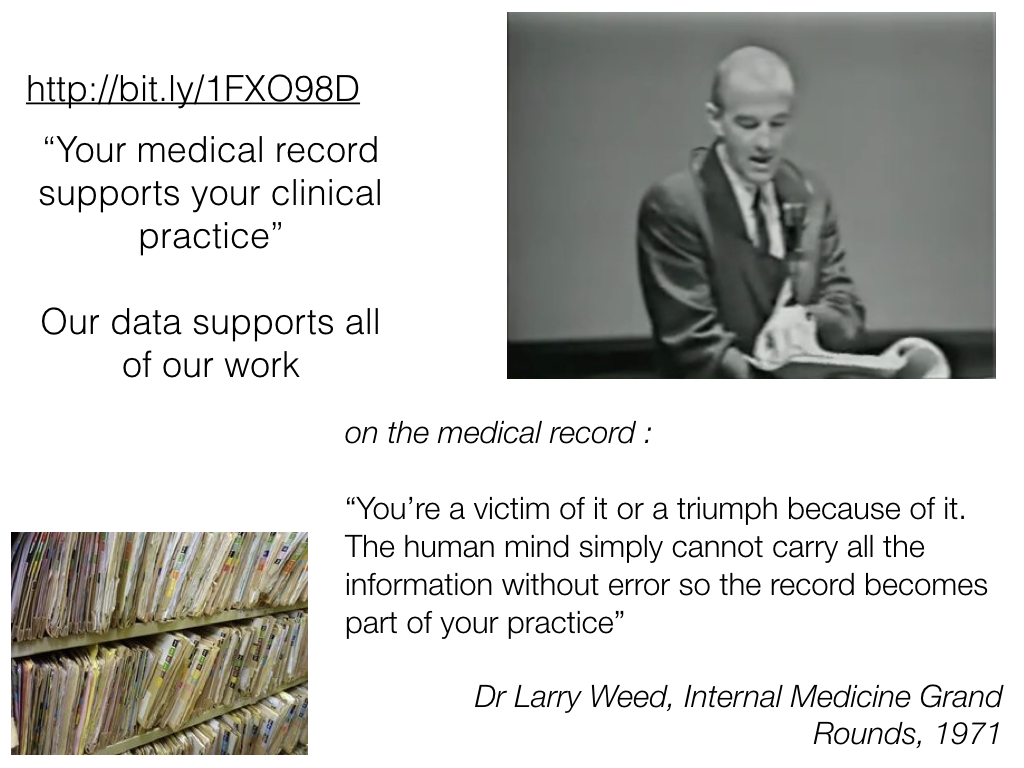 http://bit.ly/1FXO98D
“Your medical record
supports your clinical
practice”
Our data supports all
of our work
on the medical record :
“You’re a victim of it or a triumph because of it.
The human mind simply cannot carry all the
information without error so the record becomes
part of your practice”
Dr Larry Weed, Internal Medicine Grand
Rounds, 1971